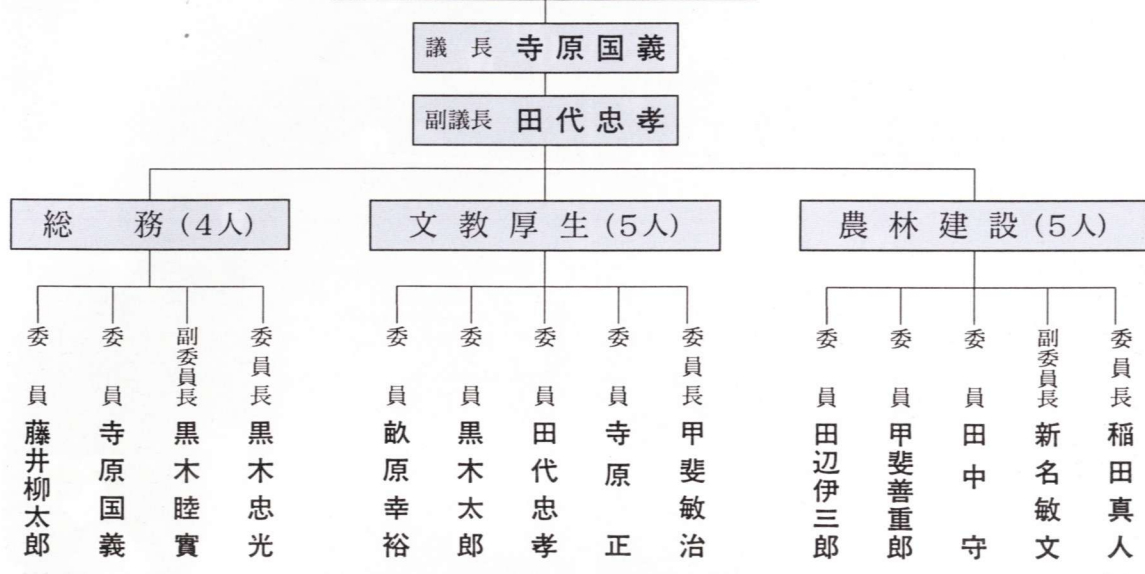 議長 寺原国義
副議長 田代忠孝
総務(4人)
委員長 黒木忠光
副委員長 黒木睦實
委員 寺原国義
委員 藤井柳太郎
文教厚生(5人)
委員長 甲斐敏治
委員 寺原正
委員 田代忠孝
委員 黒木太郎
委員 畝原幸裕
農林建設(5人)
委員長 稲田真人
副委員長 新名敏文
委員 田中守
委員 甲斐善重郎
委員 田辺伊三郎